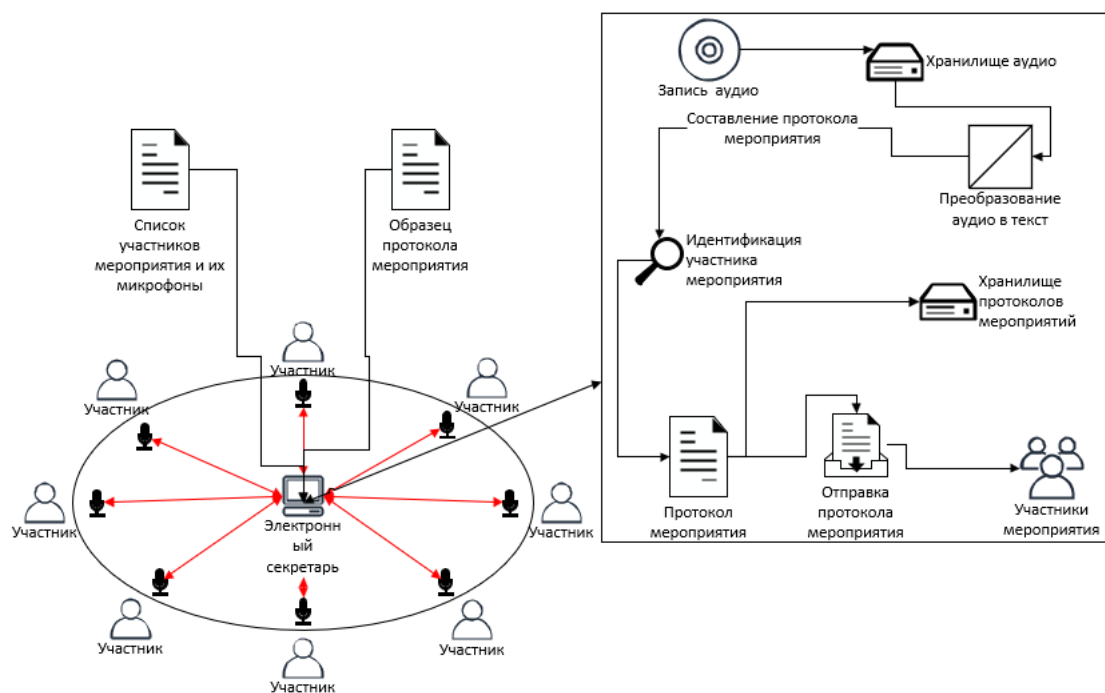 Запись аудио
Хранилище аудио
Составление протокола
мероприятия
Преобразование
аудио в текст
Идентификация
участника
мероприятия
Хранилище
протоколов
мероприятий
Протокол
мероприятия
Отправка
протокола
мероприятия
Участники
мероприятия
Список
участников
мероприятия и их
микрофоны
Образец
протокола
мероприятия
Участник
Участник
Участник
Участник
Участник
Электронн
ый
секретарь
Участник
Участник
Участник